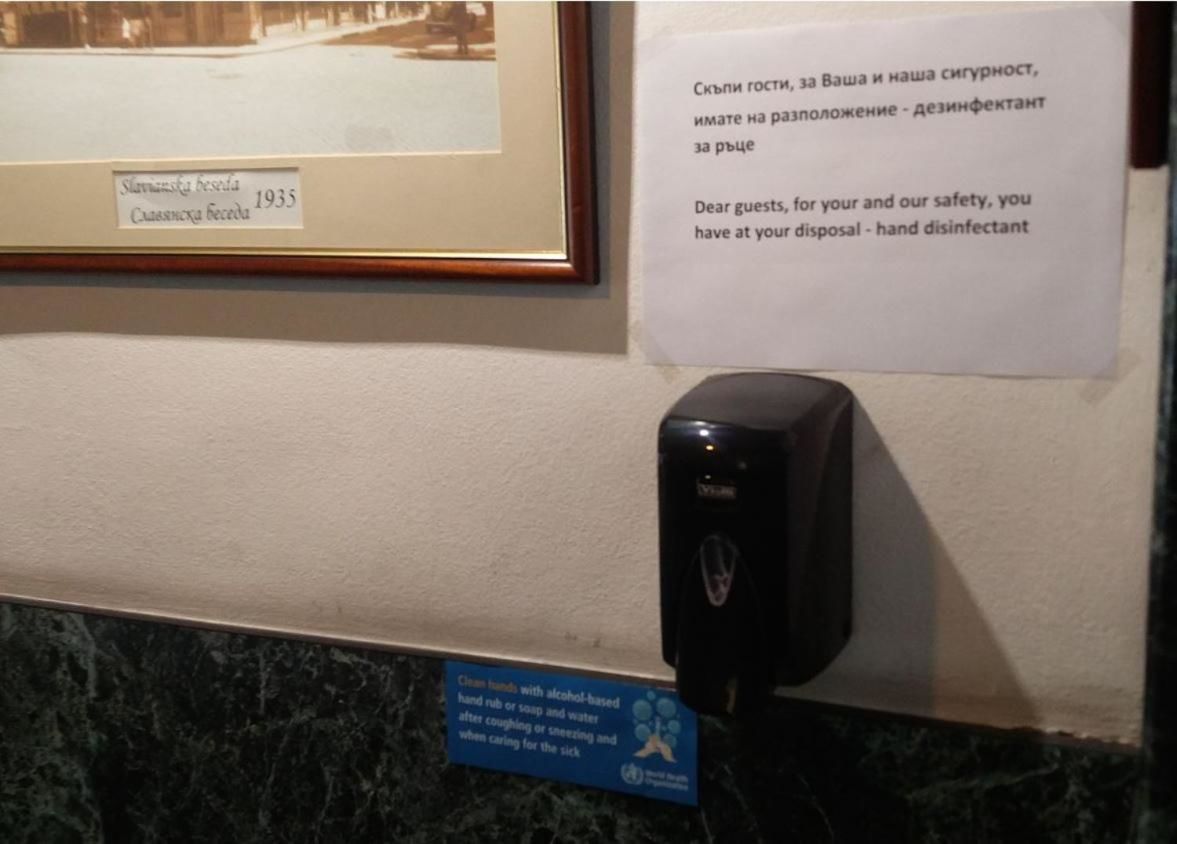 Slavianska beseda
Славянска беседа
1935
Скъпи гости, за Ваша и наша сигурност,
имате на разположение - дезинфектант
за ръце
Dear guests, for your and our safety, you
have at your disposal - hand disinfectant
Clean hands with alcohol-based
hand rub or soap and water
after coughing or sneezing and
when caring for the sick
World Health
Organization